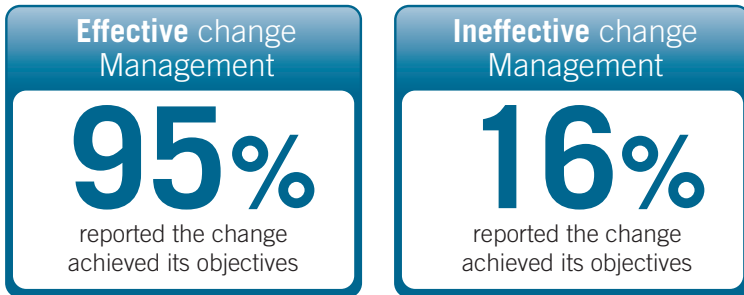 Effective change
Management
95%
reported the change
achieved its objectives
Ineffective change
Management
16%
reported the change
achieved its objectives